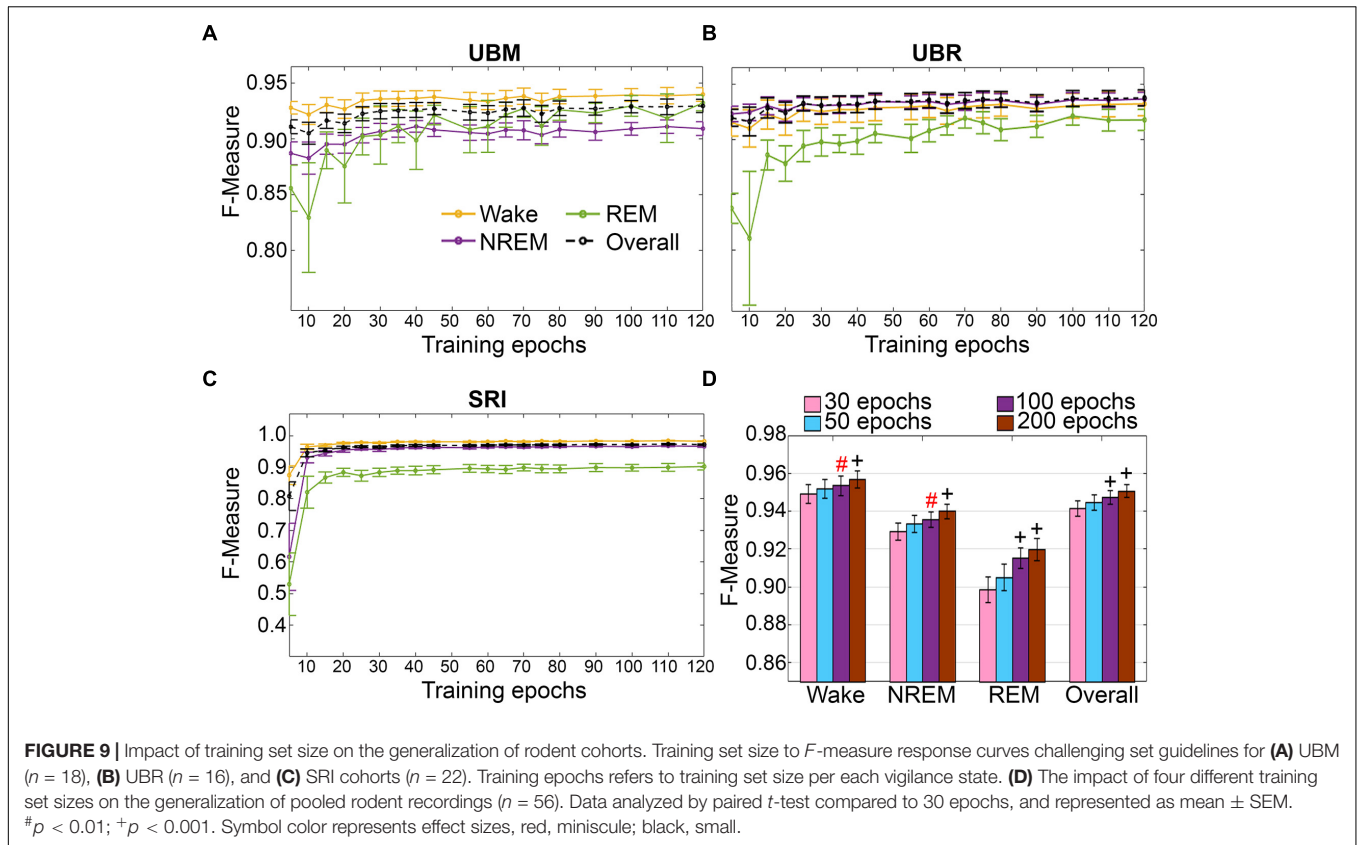 A
UBM
F-Measure
0.95
0.90
0.85
0.80
Wake
REM
NREM
Overall
10 20 30 40 50 60 70 80 90 100 110 120
Training epochs
B
UBR
10 20 30 40 50 60 70 80 90 100 110 120
Training epochs
C
SRI
F-Measure
1.0
0.9
0.8
0.7
0.6
0.5
0.4
10 20 30 40 50 60 70 80 90 100 110 120
Training epochs
D
30 epochs
100 epochs
50 epochs
200 epochs
F-Measure
0.98
0.96
0.94
0.92
0.90
0.88
0.86
# +
# +
+ +
+ +
Wake NREM REM Overall
FIGURE 9 | Impact of training set size on the generalization of rodent cohorts. Training set size to F-measure response curves challenging set guidelines for (A) UBM
(n = 18), (B) UBR (n = 16), and (C) SRI cohorts (n = 22). Training epochs refers to training set size per each vigilance state. (D) The impact of four different training
set sizes on the generalization of pooled rodent recordings (n = 56). Data analyzed by paired t-test compared to 30 epochs, and represented as mean ± SEM.
#p < 0.01; +p < 0.001. Symbol color represents effect sizes, red, miniscule; black, small.